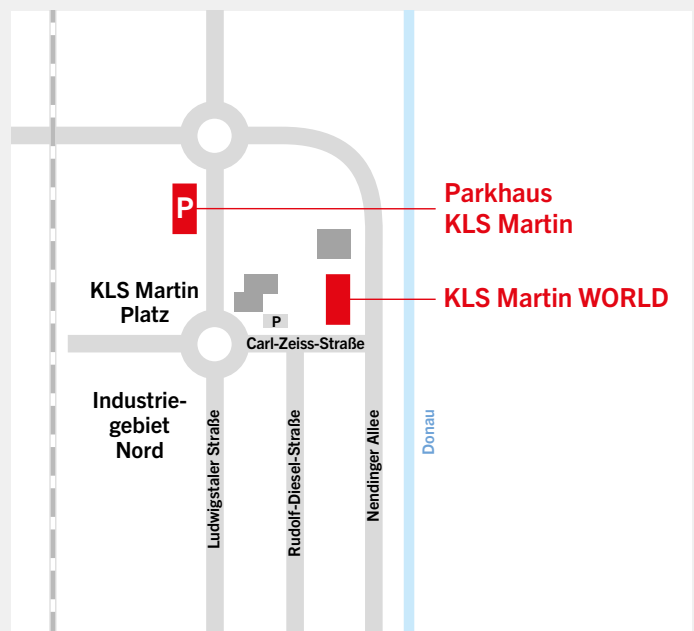 P
Parkhaus
KLS Martin
KLS Martin
Platz
KLS Martin WORLD
P
Carl-Zeiss-Straße
Industrie-
gebiet
Nord
Ludwigstaler Straße
Rudolf-Diesel-Straße
Nendinger Allee
Donau